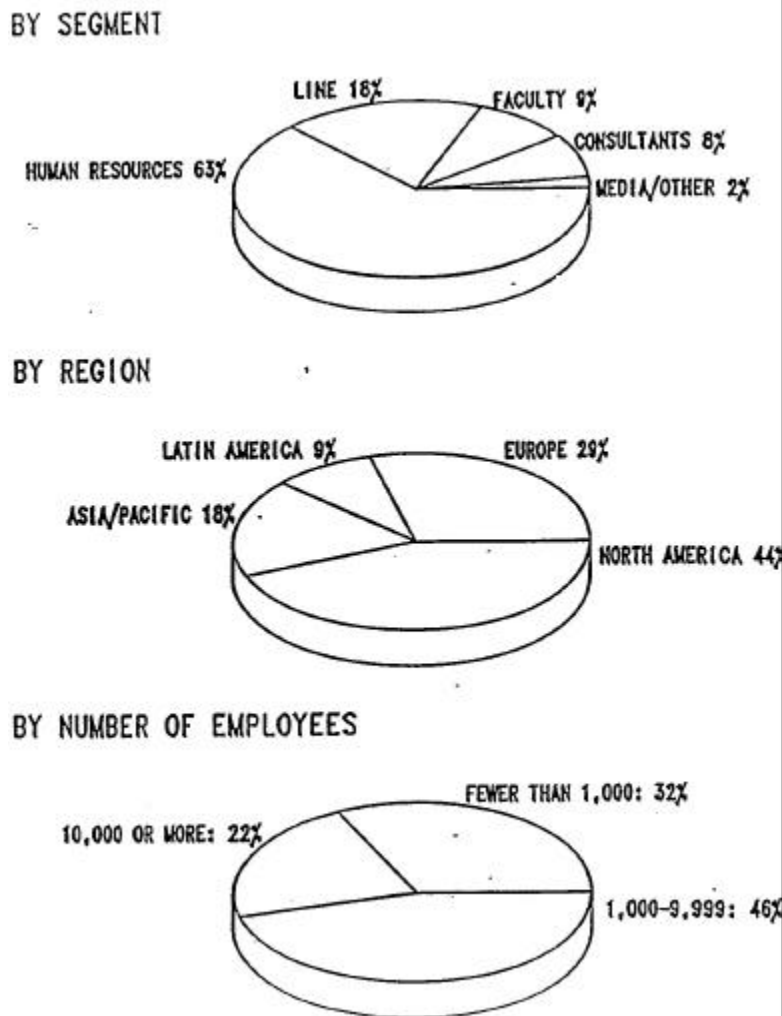 BY SEGMENT
LINE 18%
FACULTY 9%
CONSULTANTS 8%
HUMAN RESOURCES 63%
MEDIA/OTHER 2%
BY REGION
LATIN AMERICA 9%
EUROPE 29%
ASIA/PACIFIC 18%
NORTH AMERICA 44%
BY NUMBER OF EMPLOYEES
FEWER THAN 1,000: 32%
10,000 OR MORE: 22%
1,000-9,999: 46%